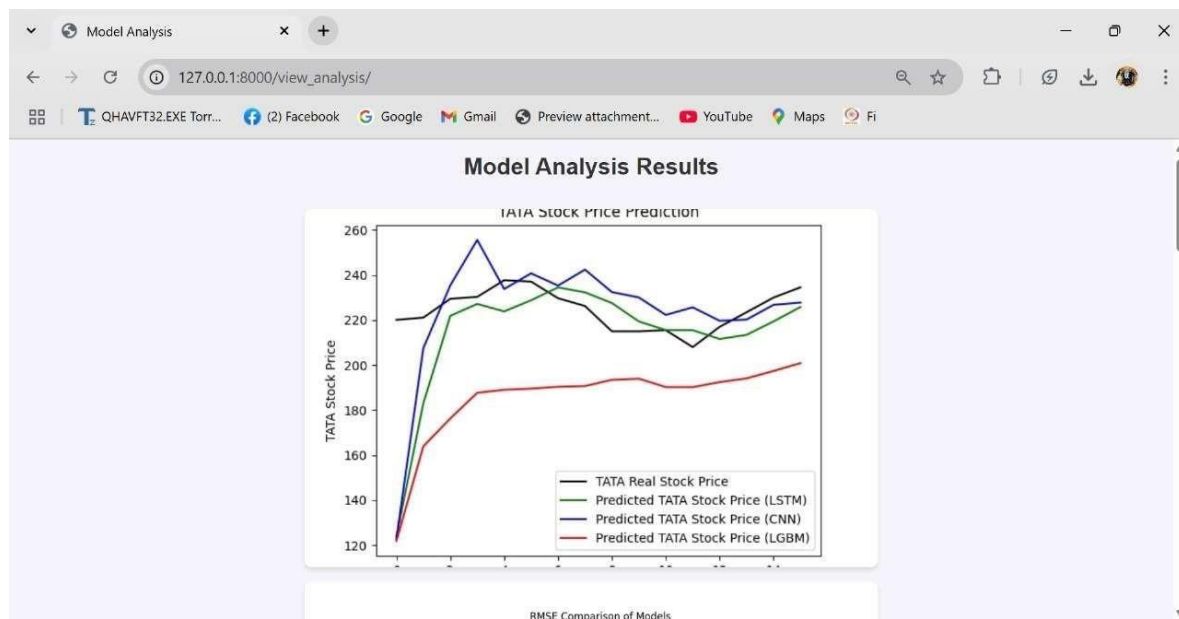 Model Analysis
127.0.0.1:8000/view_analysis/
QHAVFT32.EXE Torr... (2) Facebook Google Gmail Preview attachment... YouTube Maps Fi
Model Analysis Results
TATA Stock Price Prediction
260
240
220
200
180
160
140
120
TATA Stock Price
TATA Real Stock Price
Predicted TATA Stock Price (LSTM)
Predicted TATA Stock Price (CNN)
Predicted TATA Stock Price (LGBM)
RMSE Comparison of Models